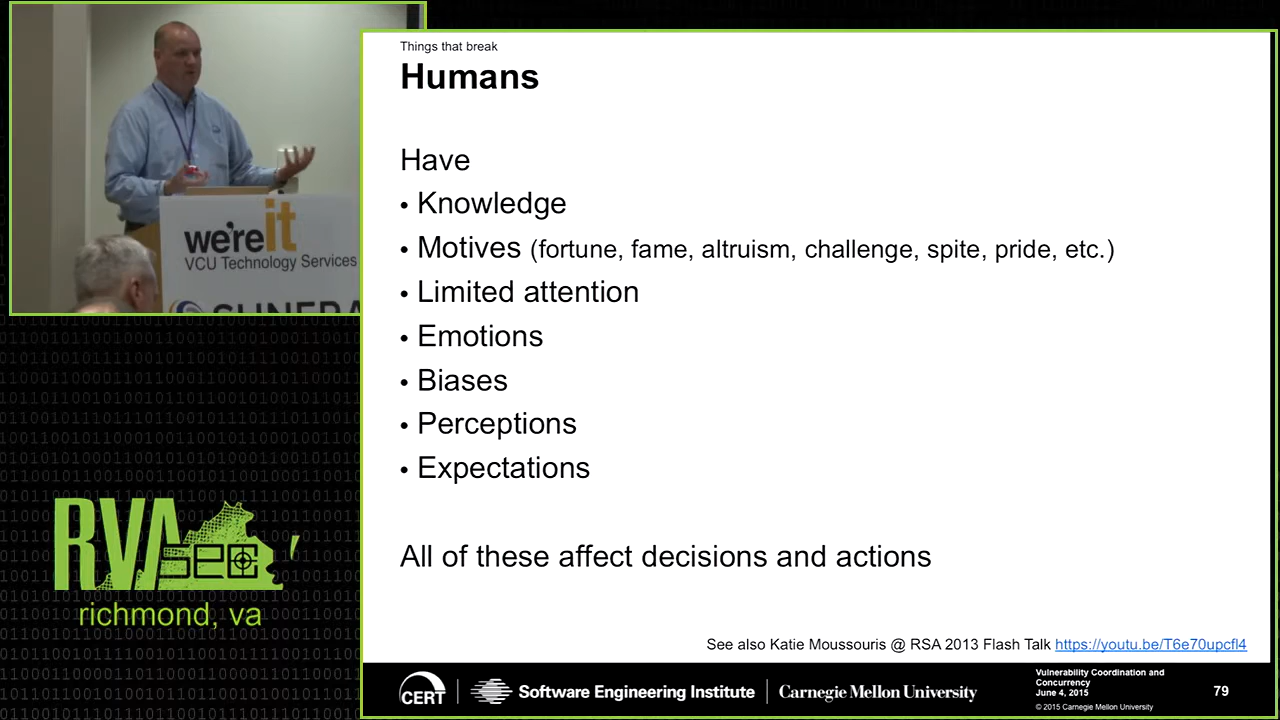 Things that break
Humans
Have
• Knowledge
• Motives (fortune, fame, altruism, challenge, spite, pride, etc.)
• Limited attention
• Emotions
• Biases
• Perceptions
• Expectations
All of these affect decisions and actions
See also Katie Moussouris @ RSA 2013 Flash Talk https://youtu.be/T6e70upcfl4
CERT
Software Engineering Institute
Carnegie Mellon University
Vulnerability Coordination and
Concurrency
June 4, 2015
© 2015 Carnegie Mellon University
79
we're it
VCU Technology Services
RVAsec
richmond, va